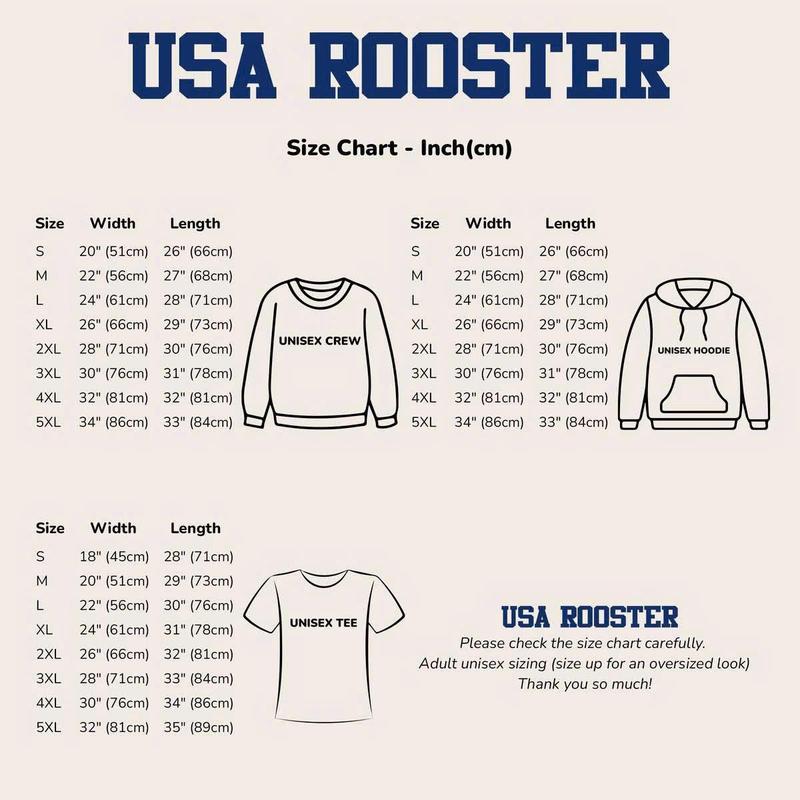 USA ROOSTER
Size Chart - Inch(cm)
Size Width Length
S 20" (51cm) 26" (66cm)
M 22" (56cm) 27" (68cm)
L 24" (61cm) 28" (71cm)
XL 26" (66cm) 29" (73cm)
2XL 28" (71cm) 30" (76cm)
3XL 30" (76cm) 31" (78cm)
4XL 32" (81cm) 32" (81cm)
5XL 34" (86cm) 33" (84cm)
UNISEX CREW
Size Width Length
S 20" (51cm) 26" (66cm)
M 22" (56cm) 27" (68cm)
L 24" (61cm) 28" (71cm)
XL 26" (66cm) 29" (73cm)
2XL 28" (71cm) 30" (76cm)
3XL 30" (76cm) 31" (78cm)
4XL 32" (81cm) 32" (81cm)
5XL 34" (86cm) 33" (84cm)
UNISEX HOODIE
Size Width Length
S 18" (45cm) 28" (71cm)
M 20" (51cm) 29" (73cm)
L 22" (56cm) 30" (76cm)
XL 24" (61cm) 31" (78cm)
2XL 26" (66cm) 32" (81cm)
3XL 28" (71cm) 33" (84cm)
4XL 30" (76cm) 34" (86cm)
5XL 32" (81cm) 35" (89cm)
UNISEX TEE
USA ROOSTER
Please check the size chart carefully.
Adult unisex sizing (size up for an oversized look)
Thank you so much!